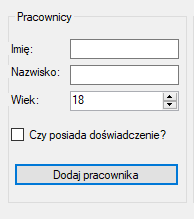 Pracownicy
Imię:
Nazwisko:
Wiek: 18
Czy posiada doświadczenie?
Dodaj pracownika